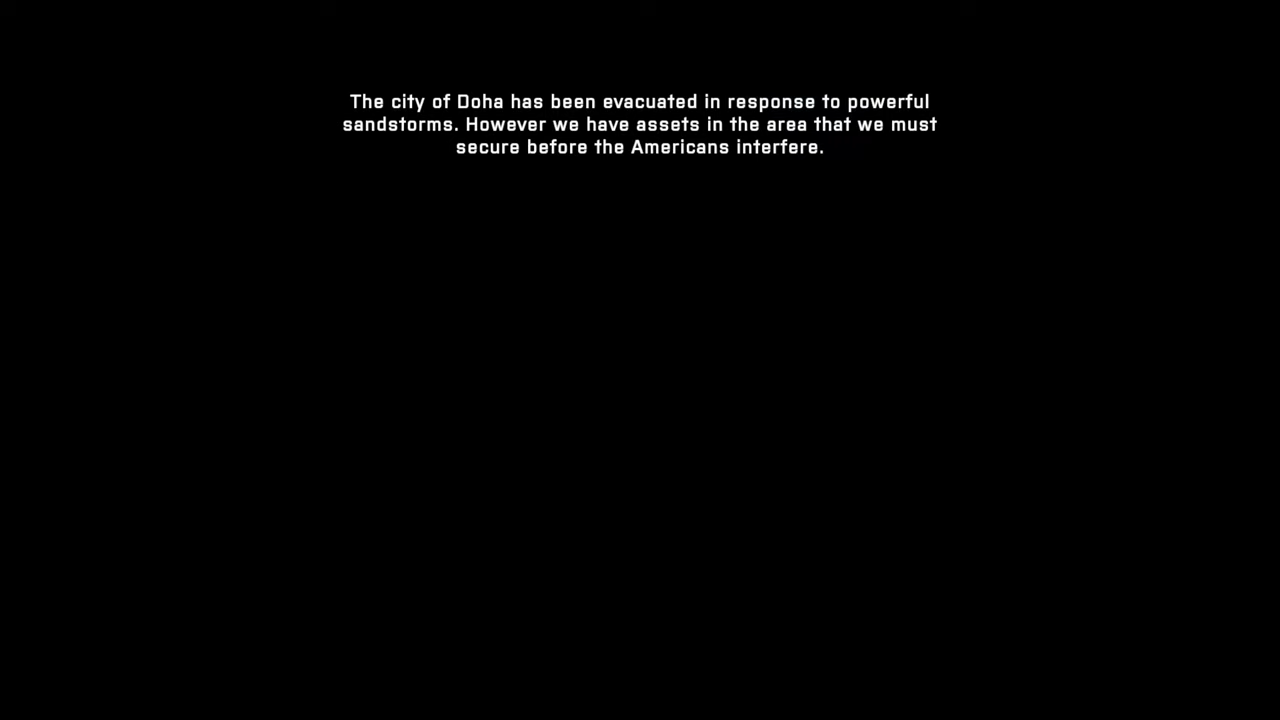 The city of Doha has been evacuated in response to powerful
sandstorms. However we have assets in the area that we must
secure before the Americans interfere.